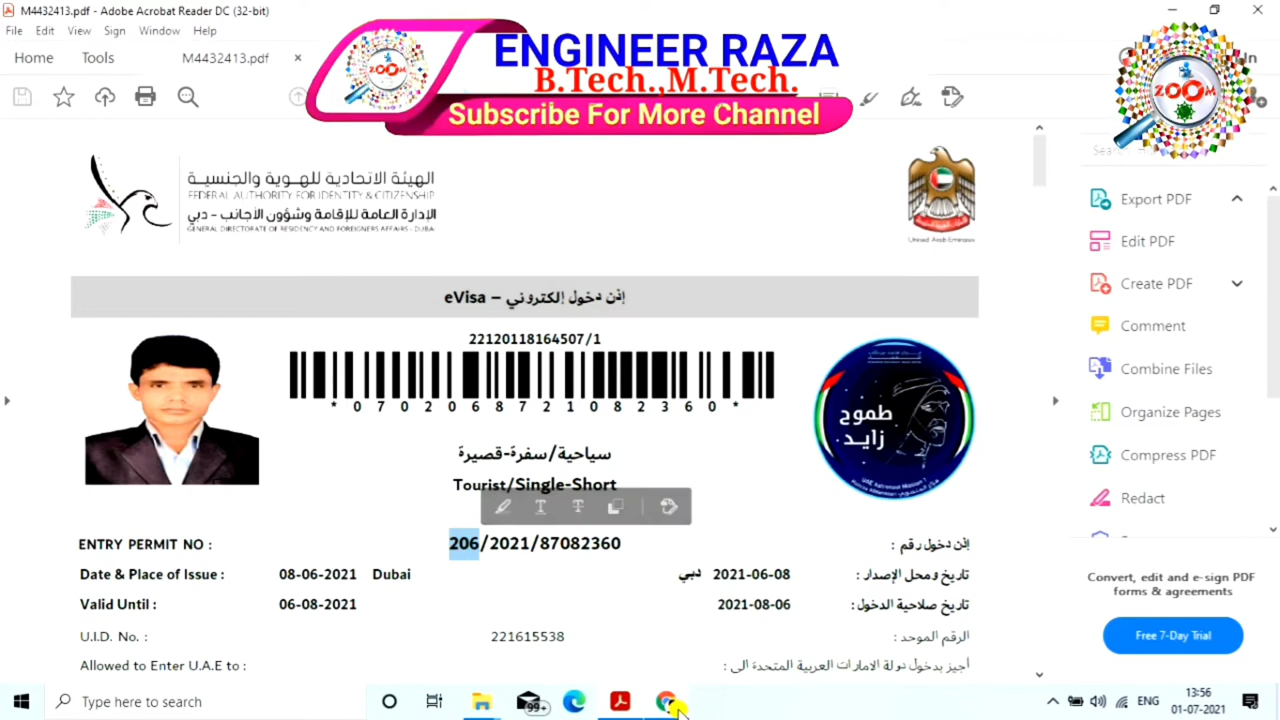 M4432413.pdf - Adobe Acrobat Reader DC (32-bit)
File Edit View Sign Window Help
Home Tools M4432413.pdf ×
ENGINEER RAZA
B.Tech.,M.Tech.
Subscribe For More Channel
ZOOM
ZOOM
الهيئة الاتحادية للهوية والجنسية
FEDERAL AUTHORITY FOR IDENTITY & CITIZENSHIP
الإدارة العامة للإقامة وشؤون الأجانب - دبي
GENERAL DIRECTORATE OF RESIDENCY AND FOREIGNERS AFFAIRS - DUBAI
United Arab Emirates
إذن دخول إلكتروني – eVisa
22120118164507/1
*0702068721082360*
طموح
زايد
UAE Astronaut Mission 1
سياحية/سفرة-قصيرة
Tourist/Single-Short
ENTRY PERMIT NO : 206/2021/87082360 إذن دخول رقم :
Date & Place of Issue : 08-06-2021 Dubai دبي 2021-06-08 تاريخ ومحل الإصدار :
Valid Until : 06-08-2021 2021-08-06 تاريخ صلاحية الدخول :
U.I.D. No. : 221615538 الرقم الموحد :
Allowed to Enter U.A.E to : أجيز بدخول دولة الامارات العربية المتحدة الى :
Export PDF
Edit PDF
Create PDF
Comment
Combine Files
Organize Pages
Compress PDF
Redact
Convert, edit and e-sign PDF
forms & agreements
Free 7-Day Trial
Type here to search
99+
ENG
13:56
01-07-2021